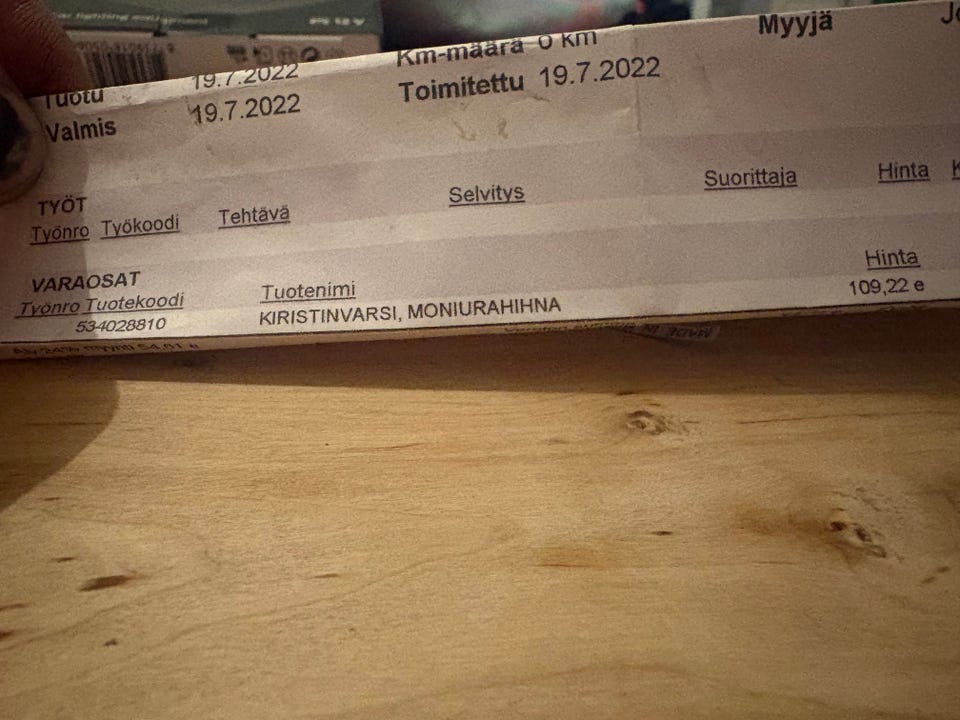 Myyjä
Tuotu 19.7.2022 Km-määrä 0 km
Valmis 19.7.2022 Toimitettu 19.7.2022
TYÖT
Työnro Työkoodi Tehtävä Selvitys Suorittaja Hinta
VARAOSAT
Työnro Tuotekoodi Tuotenimi Hinta
534028810 KIRISTINVARSI, MONIURAHIHNA 109,22 e